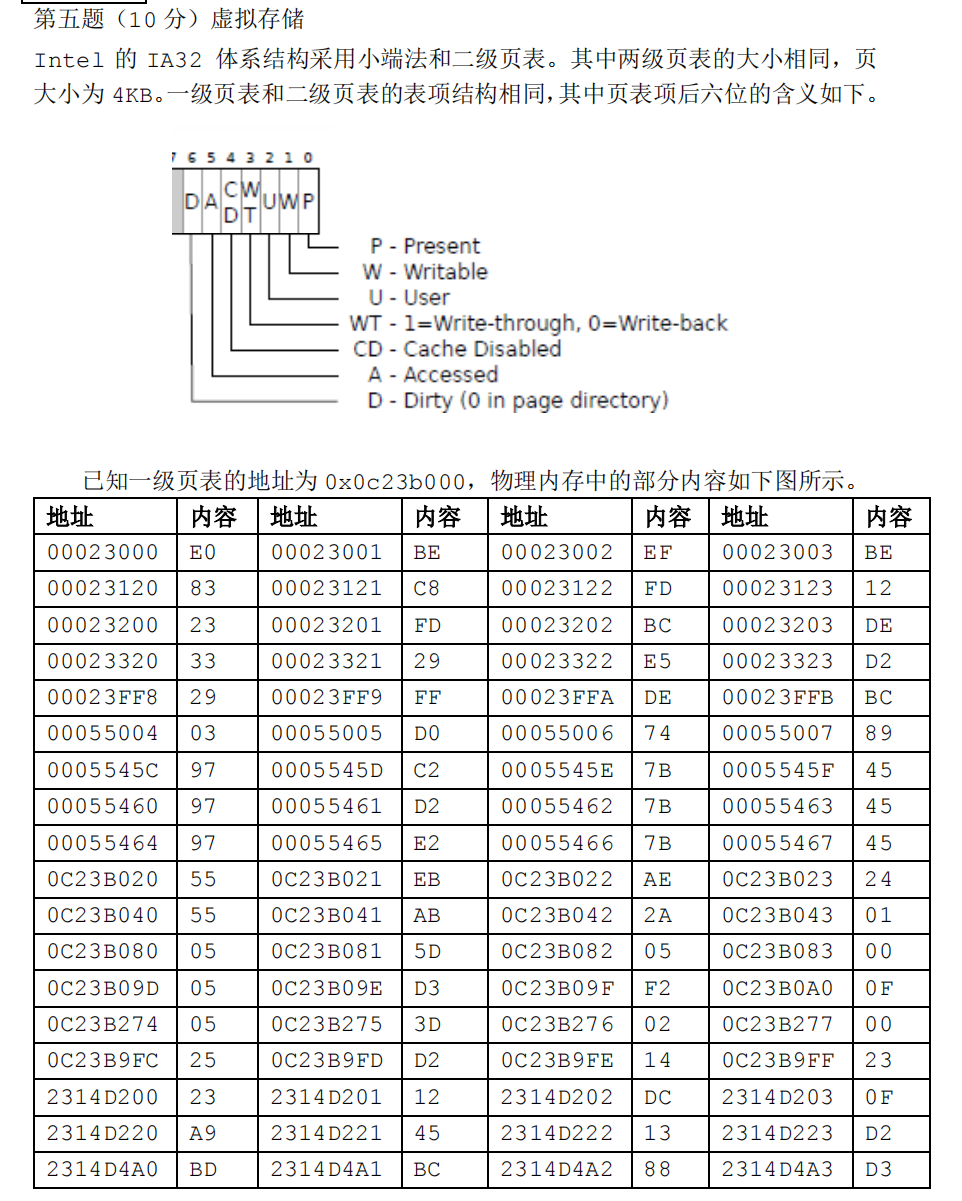 第五题（10 分）虚拟存储
Intel 的 IA32 体系结构采用小端法和二级页表。其中两级页表的大小相同，页
大小为 4KB。一级页表和二级页表的表项结构相同，其中页表项后六位的含义如下。
7 6 5 4 3 2 1 0
D A CD WT U W P
P - Present
W - Writable
U - User
WT - 1=Write-through, 0=Write-back
CD - Cache Disabled
A - Accessed
D - Dirty (0 in page directory)
已知一级页表的地址为 0x0c23b000，物理内存中的部分内容如下图所示。
地址 内容 地址 内容 地址 内容 地址 内容
00023000 E0 00023001 BE 00023002 EF 00023003 BE
00023120 83 00023121 C8 00023122 FD 00023123 12
00023200 23 00023201 FD 00023202 BC 00023203 DE
00023320 33 00023321 29 00023322 E5 00023323 D2
00023FF8 29 00023FF9 FF 00023FFA DE 00023FFB BC
00055004 03 00055005 D0 00055006 74 00055007 89
0005545C 97 0005545D C2 0005545E 7B 0005545F 45
00055460 97 00055461 D2 00055462 7B 00055463 45
00055464 97 00055465 E2 00055466 7B 00055467 45
0C23B020 55 0C23B021 EB 0C23B022 AE 0C23B023 24
0C23B040 55 0C23B041 AB 0C23B042 2A 0C23B043 01
0C23B080 05 0C23B081 5D 0C23B082 05 0C23B083 00
0C23B09D 05 0C23B09E D3 0C23B09F F2 0C23B0A0 0F
0C23B274 05 0C23B275 3D 0C23B276 02 0C23B277 00
0C23B9FC 25 0C23B9FD D2 0C23B9FE 14 0C23B9FF 23
2314D200 23 2314D201 12 2314D202 DC 2314D203 0F
2314D220 A9 2314D221 45 2314D222 13 2314D223 D2
2314D4A0 BD 2314D4A1 BC 2314D4A2 88 2314D4A3 D3